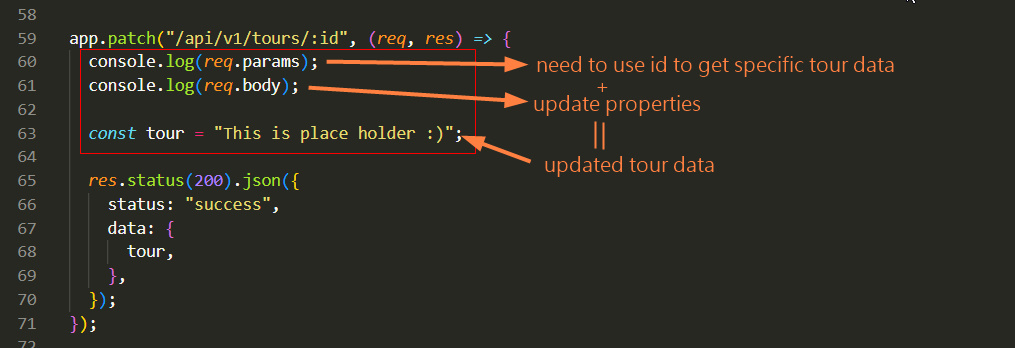 58
59 app.patch("/api/v1/tours/:id", (req, res) => {
60 console.log(req.params); need to use id to get specific tour data
+
61 console.log(req.body); update properties
62
||
63 const tour = "This is place holder :)";
64 updated tour data
65 res.status(200).json({
66 status: "success",
67 data: {
68 tour,
69 },
70 });
71 });
72